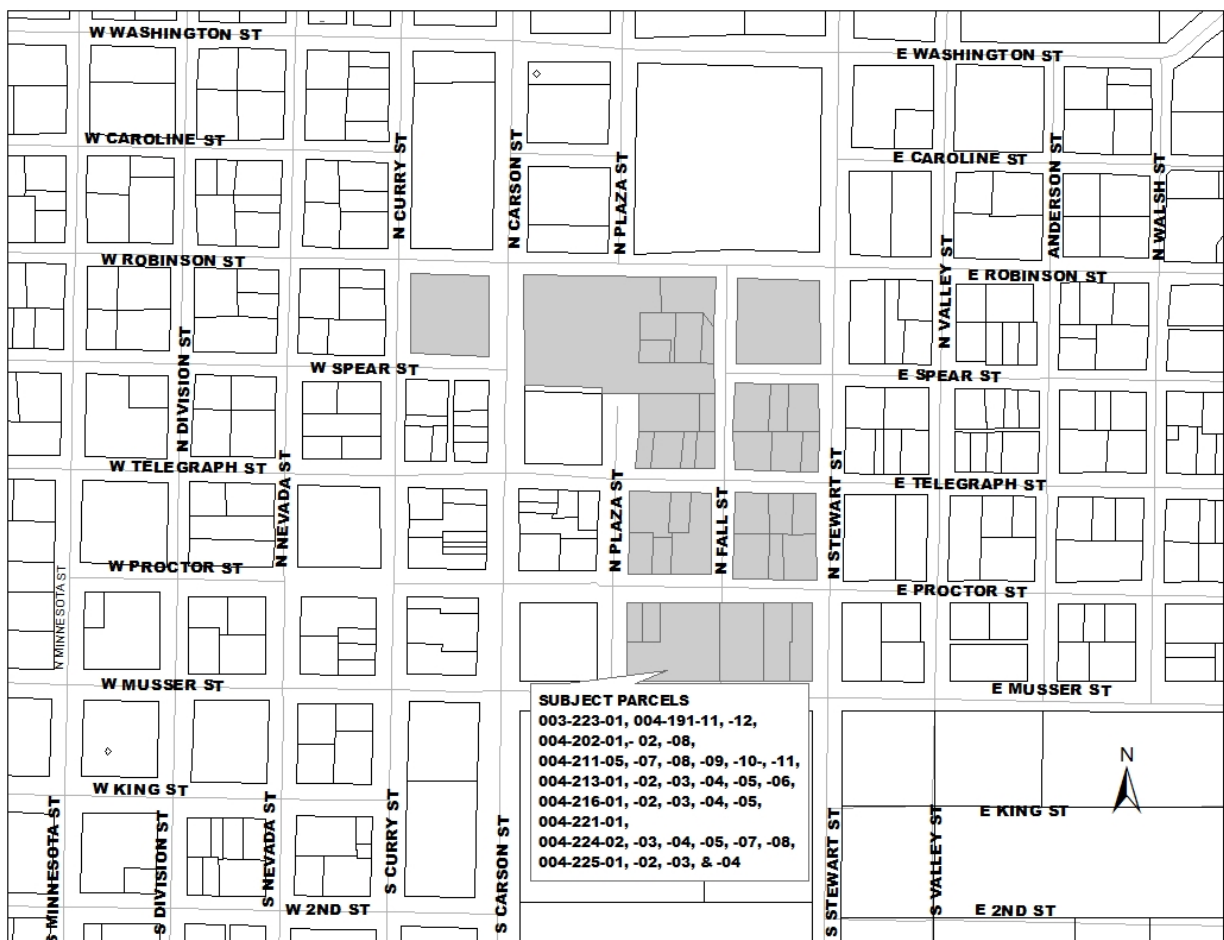 W WASHINGTON ST
E WASHINGTON ST
W CAROLINE ST
E CAROLINE ST
N CURRY ST
N CARSON ST
N PLAZA ST
ANDERSON ST
N WALSH ST
W ROBINSON ST
E ROBINSON ST
N VALLEY ST
N DIVISION ST
W SPEAR ST
E SPEAR ST
W TELEGRAPH ST
E TELEGRAPH ST
N NEVADA ST
N PLAZA ST
N FALL ST
N STEWART ST
W PROCTOR ST
E PROCTOR ST
N MINNESOTA ST
W MUSSER ST
E MUSSER ST
SUBJECT PARCELS
003-223-01, 004-191-11, -12,
004-202-01,- 02, -08,
004-211-05, -07, -08, -09, -10-, -11,
004-213-01, -02, -03, -04, -05, -06,
004-216-01, -02, -03, -04, -05,
004-221-01,
004-224-02, -03, -04, -05, -07, -08,
004-225-01, -02, -03, & -04
N
W KING ST
E KING ST
S MINNESOTA ST
S DIVISION ST
S NEVADA ST
S CURRY ST
S CARSON ST
S STEWART ST
S VALLEY ST
W 2ND ST
E 2ND ST